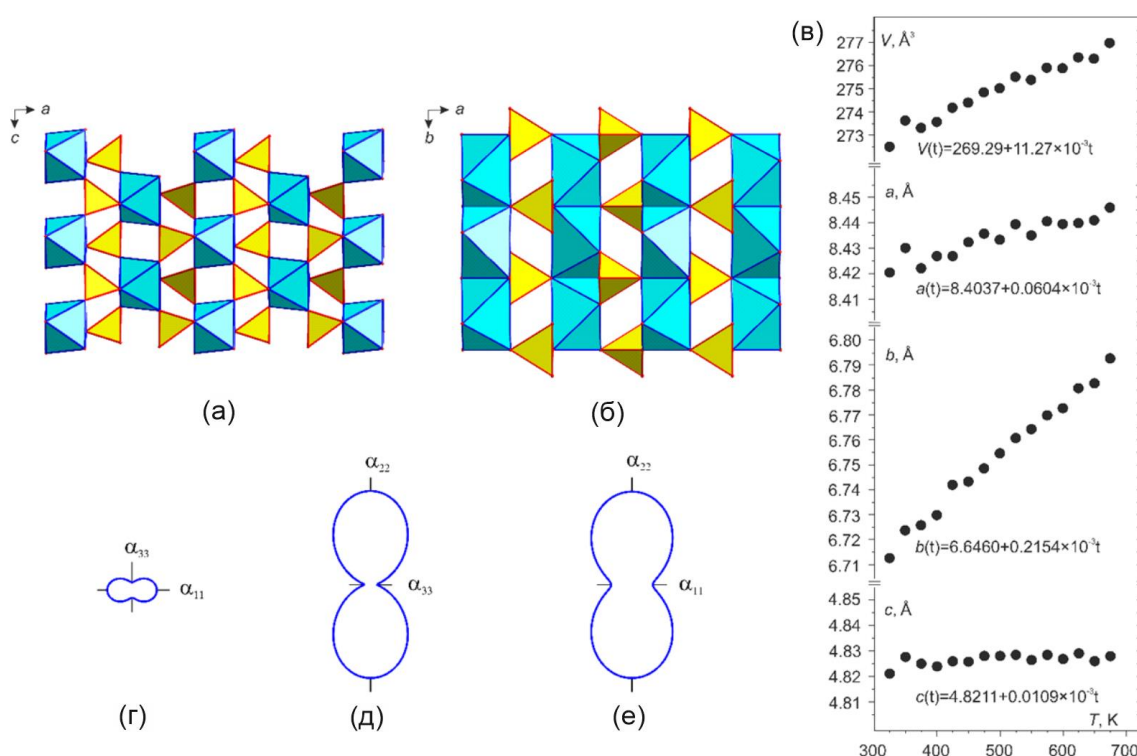 (в)
V, Å³
277
276
275
274
273
V(t)=269.29+11.27×10⁻³t
a
c
a
b
8.45
8.44
8.43
8.42
8.41
a, Å
a(t)=8.4037+0.0604×10⁻³t
6.80
6.79
6.78
6.77
6.76
6.75
6.74
6.73
6.72
6.71
b, Å
b(t)=6.6460+0.2154×10⁻³t
(а)
(б)
α₂₂
α₂₂
α₃₃
α₁₁
α₃₃
α₁₁
4.85
4.84
4.83
4.82
4.81
c, Å
c(t)=4.8211+0.0109×10⁻³t
T, K
300 400 500 600 700
(г)
(д)
(е)